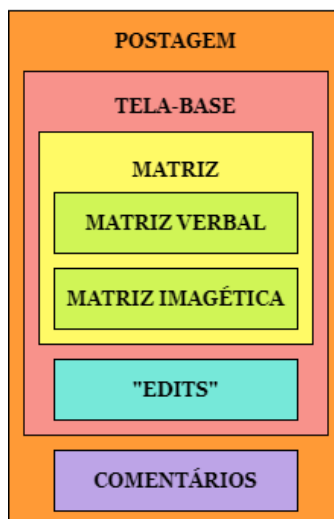 POSTAGEM
TELA-BASE
MATRIZ
MATRIZ VERBAL
MATRIZ IMAGÉTICA
"EDITS"
COMENTÁRIOS